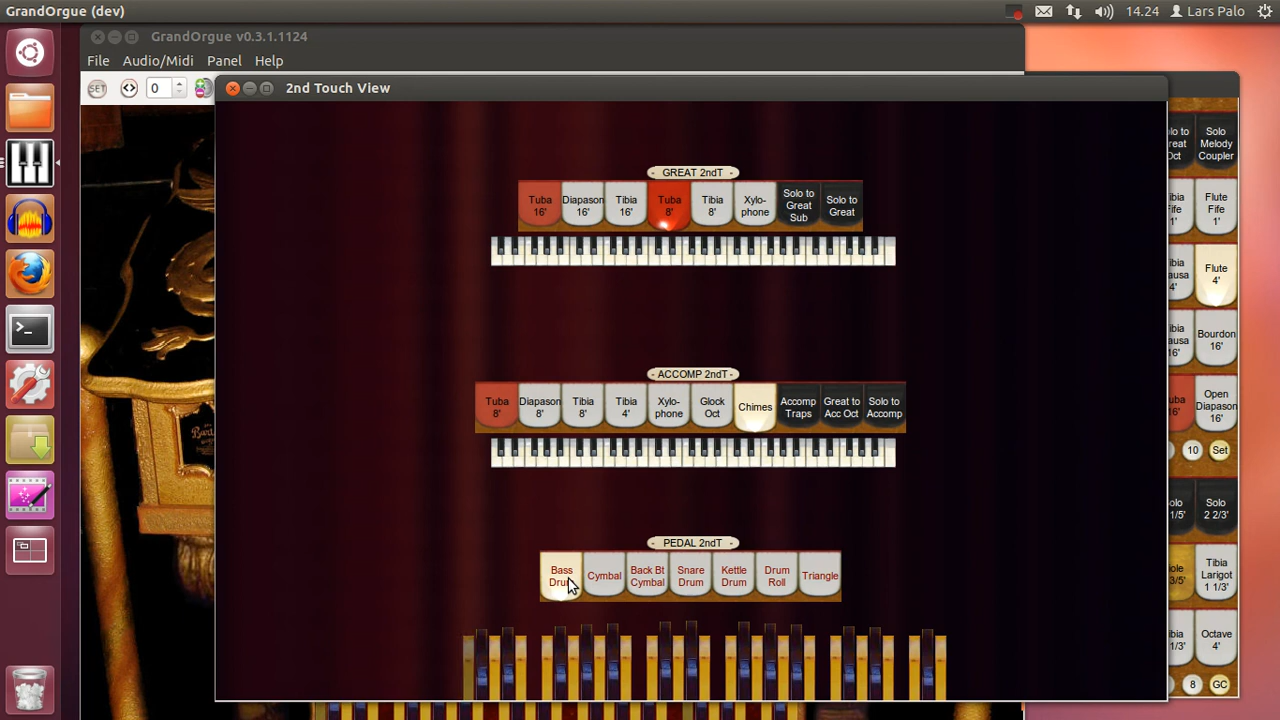 GrandOrgue (dev)
14.24
Lars Palo
GrandOrgue v0.3.1.1124
File
Audio/Midi
Panel
Help
SET
0
2nd Touch View
- GREAT 2ndT -
Tuba
16'
Diapason
16'
Tibia
16'
Tuba
8'
Tibia
8'
Xylo-
phone
Solo to
Great
Sub
Solo to
Great
- ACCOMP 2ndT -
Tuba
8'
Diapason
8'
Tibia
8'
Tibia
4'
Xylo-
phone
Glock
Oct
Chimes
Accomp
Traps
Great to
Acc Oct
Solo to
Accomp
- PEDAL 2ndT -
Bass
Dru
Cymbal
Back Bt
Cymbal
Snare
Drum
Kettle
Drum
Drum
Roll
Triangle
Solo
Melody
Coupler
Flute
Fife
1'
Flute
4'
Bourdon
16'
Open
Diapason
16'
10
Set
Solo
2 2/3'
Tibia
Larigot
1 1/3'
Octave
4'
8
GC